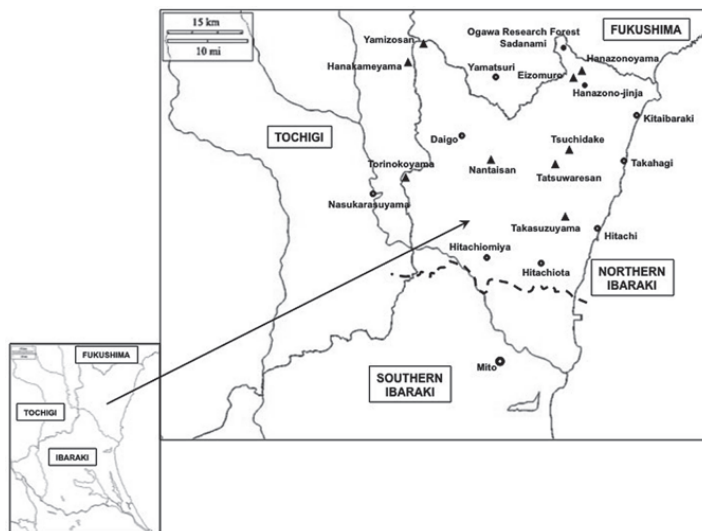 15 km
10 mi
Ogawa Research Forest
Sadanami
FUKUSHIMA
Yamizosan
Hanakameyama
Yamatsuri
Hanazonoyama
Eizomuro
Hanazono-jinja
Kitaibaraki
TOCHIGI
Daigo
Tsuchidake
Nantaisan
Takahagi
Tatsuwaresan
Torinokoyama
Nasukarasuyama
Takasuzuyama
Hitachi
Hitachiomiya
Hitachiota
NORTHERN
IBARAKI
Mito
SOUTHERN
IBARAKI
FUKUSHIMA
TOCHIGI
IBARAKI